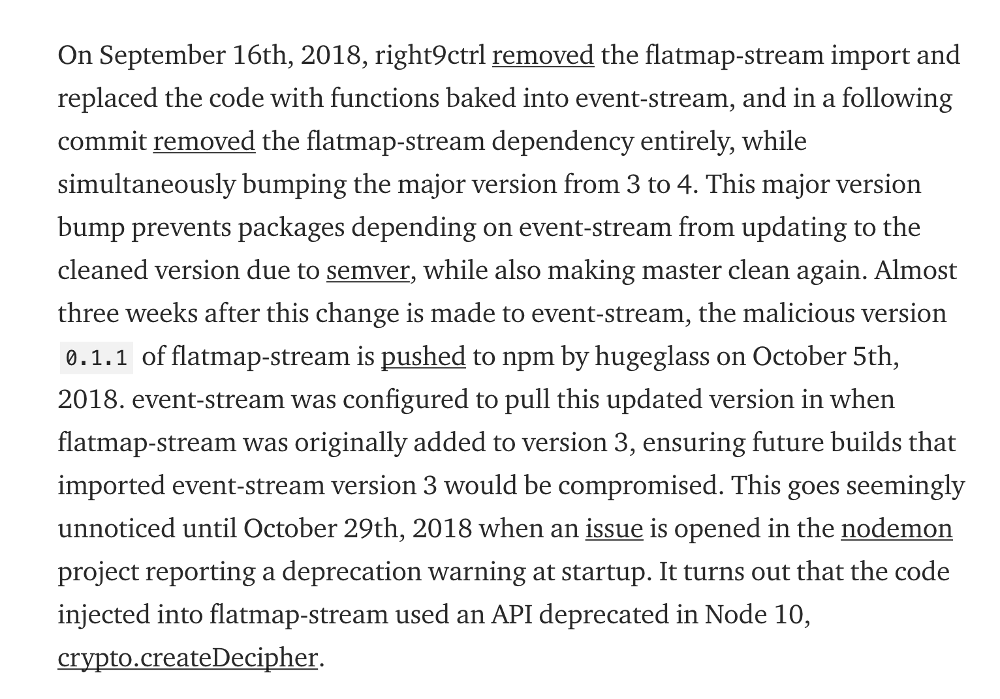 On September 16th, 2018, right9ctrl removed the flatmap-stream import and
replaced the code with functions baked into event-stream, and in a following
commit removed the flatmap-stream dependency entirely, while
simultaneously bumping the major version from 3 to 4. This major version
bump prevents packages depending on event-stream from updating to the
cleaned version due to semver, while also making master clean again. Almost
three weeks after this change is made to event-stream, the malicious version
0.1.1 of flatmap-stream is pushed to npm by hugeglass on October 5th,
2018. event-stream was configured to pull this updated version in when
flatmap-stream was originally added to version 3, ensuring future builds that
imported event-stream version 3 would be compromised. This goes seemingly
unnoticed until October 29th, 2018 when an issue is opened in the nodemon
project reporting a deprecation warning at startup. It turns out that the code
injected into flatmap-stream used an API deprecated in Node 10,
crypto.createDecipher.